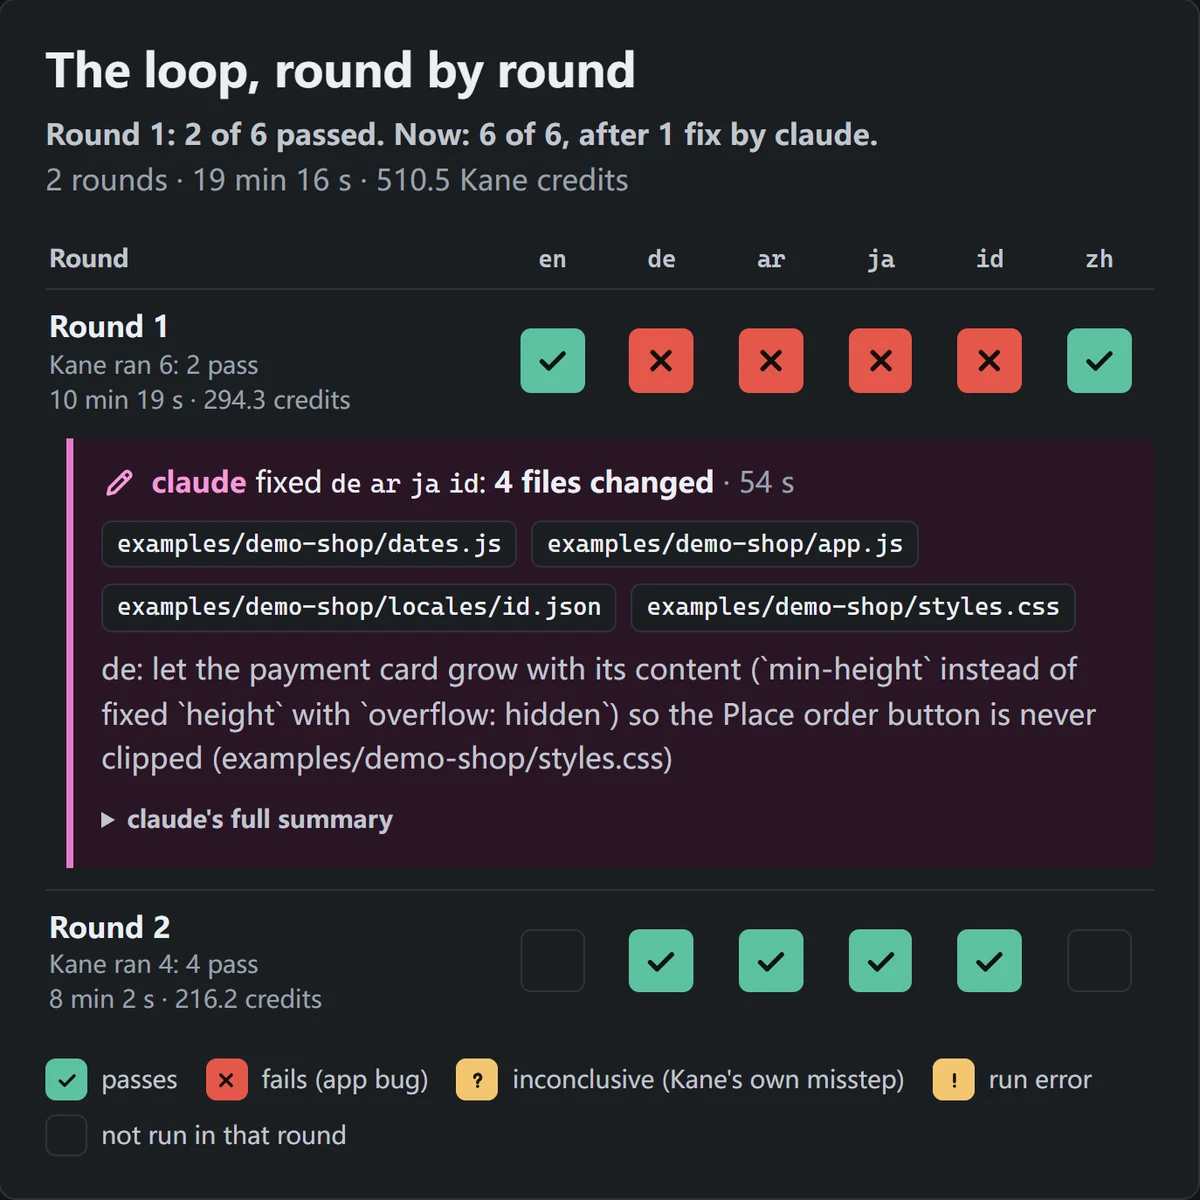 The loop, round by round
Round 1: 2 of 6 passed. Now: 6 of 6, after 1 fix by claude.
2 rounds · 19 min 16 s · 510.5 Kane credits
Round en de ar ja id zh
Round 1
Kane ran 6: 2 pass
10 min 19 s · 294.3 credits
claude fixed de ar ja id: 4 files changed · 54 s
examples/demo-shop/dates.js examples/demo-shop/app.js
examples/demo-shop/locales/id.json examples/demo-shop/styles.css
de: let the payment card grow with its content (`min-height` instead of
fixed `height` with `overflow: hidden`) so the Place order button is never
clipped (examples/demo-shop/styles.css)
claude's full summary
Round 2
Kane ran 4: 4 pass
8 min 2 s · 216.2 credits
passes fails (app bug) ? inconclusive (Kane's own misstep) ! run error
not run in that round